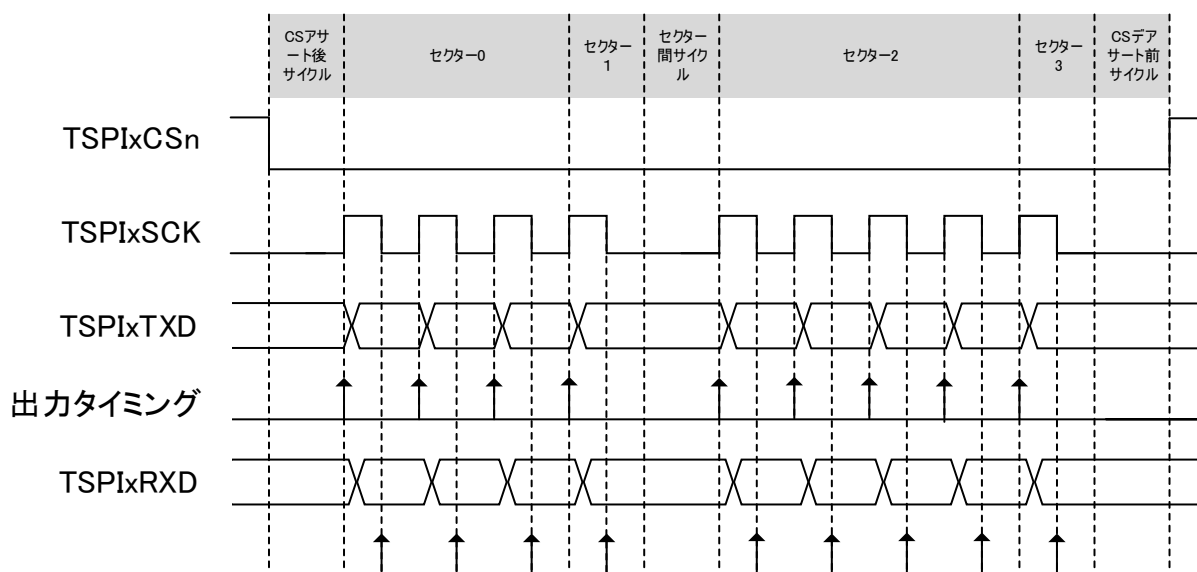 CSアサ
ート後
サイクル
セクター0
セクター
1
セクター
間サイク
ル
セクター2
セクター
3
CSデア
サート前
サイクル
TSPIxCSn
TSPIxSCK
TSPIxTXD
出力タイミング
TSPIxRXD